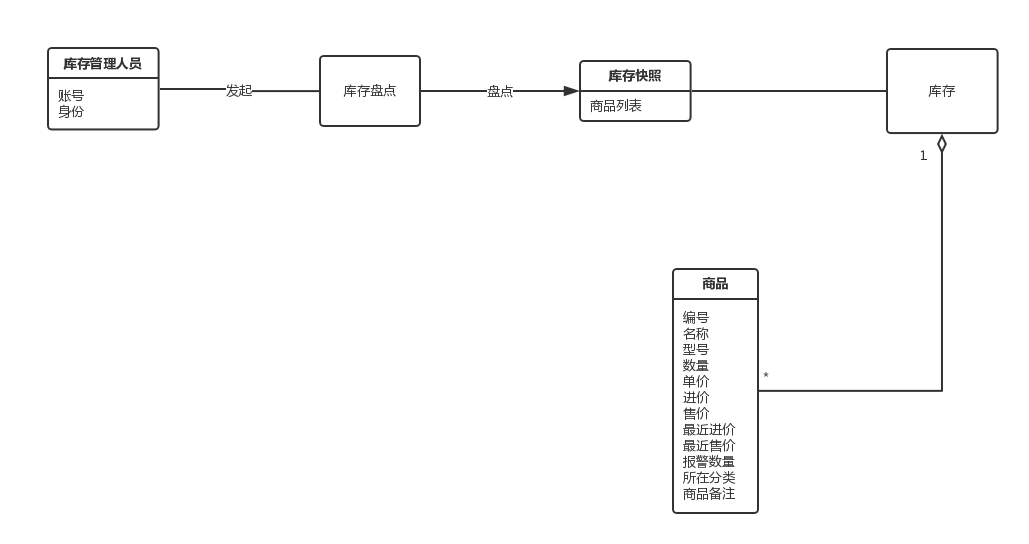 库存管理人员
账号
身份
发起
库存盘点
盘点
库存快照
商品列表
库存
1
商品
编号
名称
型号
数量
单价
进价
售价
最近进价
最近售价
报警数量
所在分类
商品备注
*